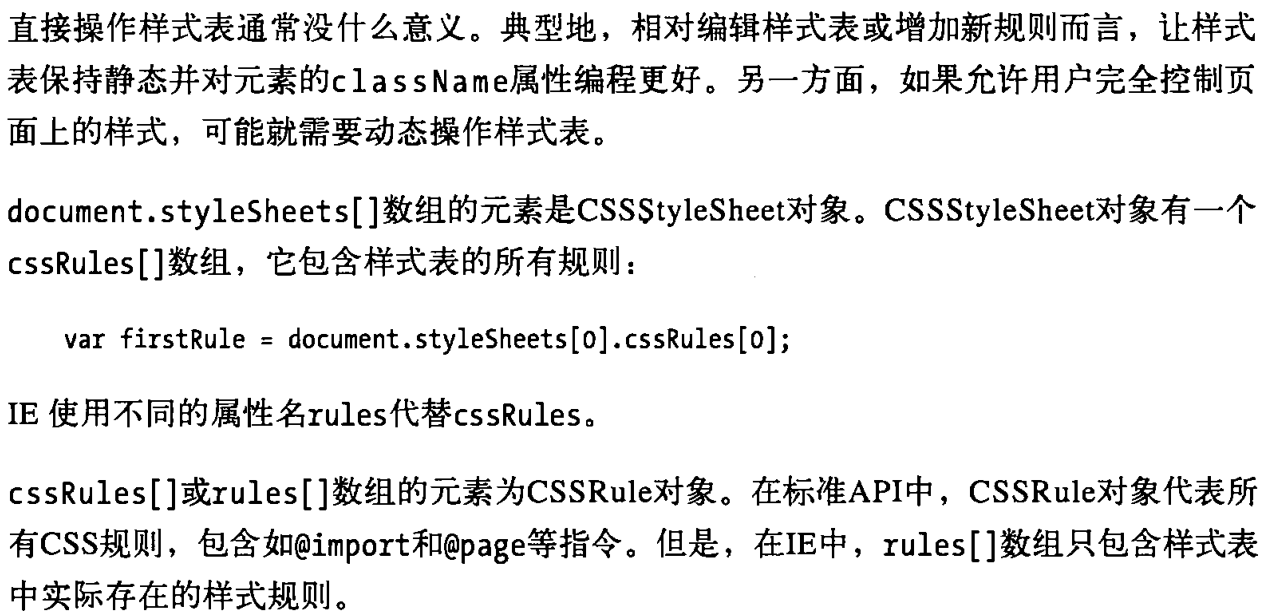 直接操作样式表通常没什么意义。典型地，相对编辑样式表或增加新规则而言，让样式
表保持静态并对元素的className属性编程更好。另一方面，如果允许用户完全控制页
面上的样式，可能就需要动态操作样式表。
document.styleSheets[]数组的元素是CSSStyleSheet对象。CSSStyleSheet对象有一个
cssRules[]数组，它包含样式表的所有规则：
var firstRule = document.styleSheets[0].cssRules[0];
IE 使用不同的属性名rules代替cssRules。
cssRules[]或rules[]数组的元素为CSSRule对象。在标准API中，CSSRule对象代表所
有CSS规则，包含如@import和@page等指令。但是，在IE中，rules[]数组只包含样式表
中实际存在的样式规则。